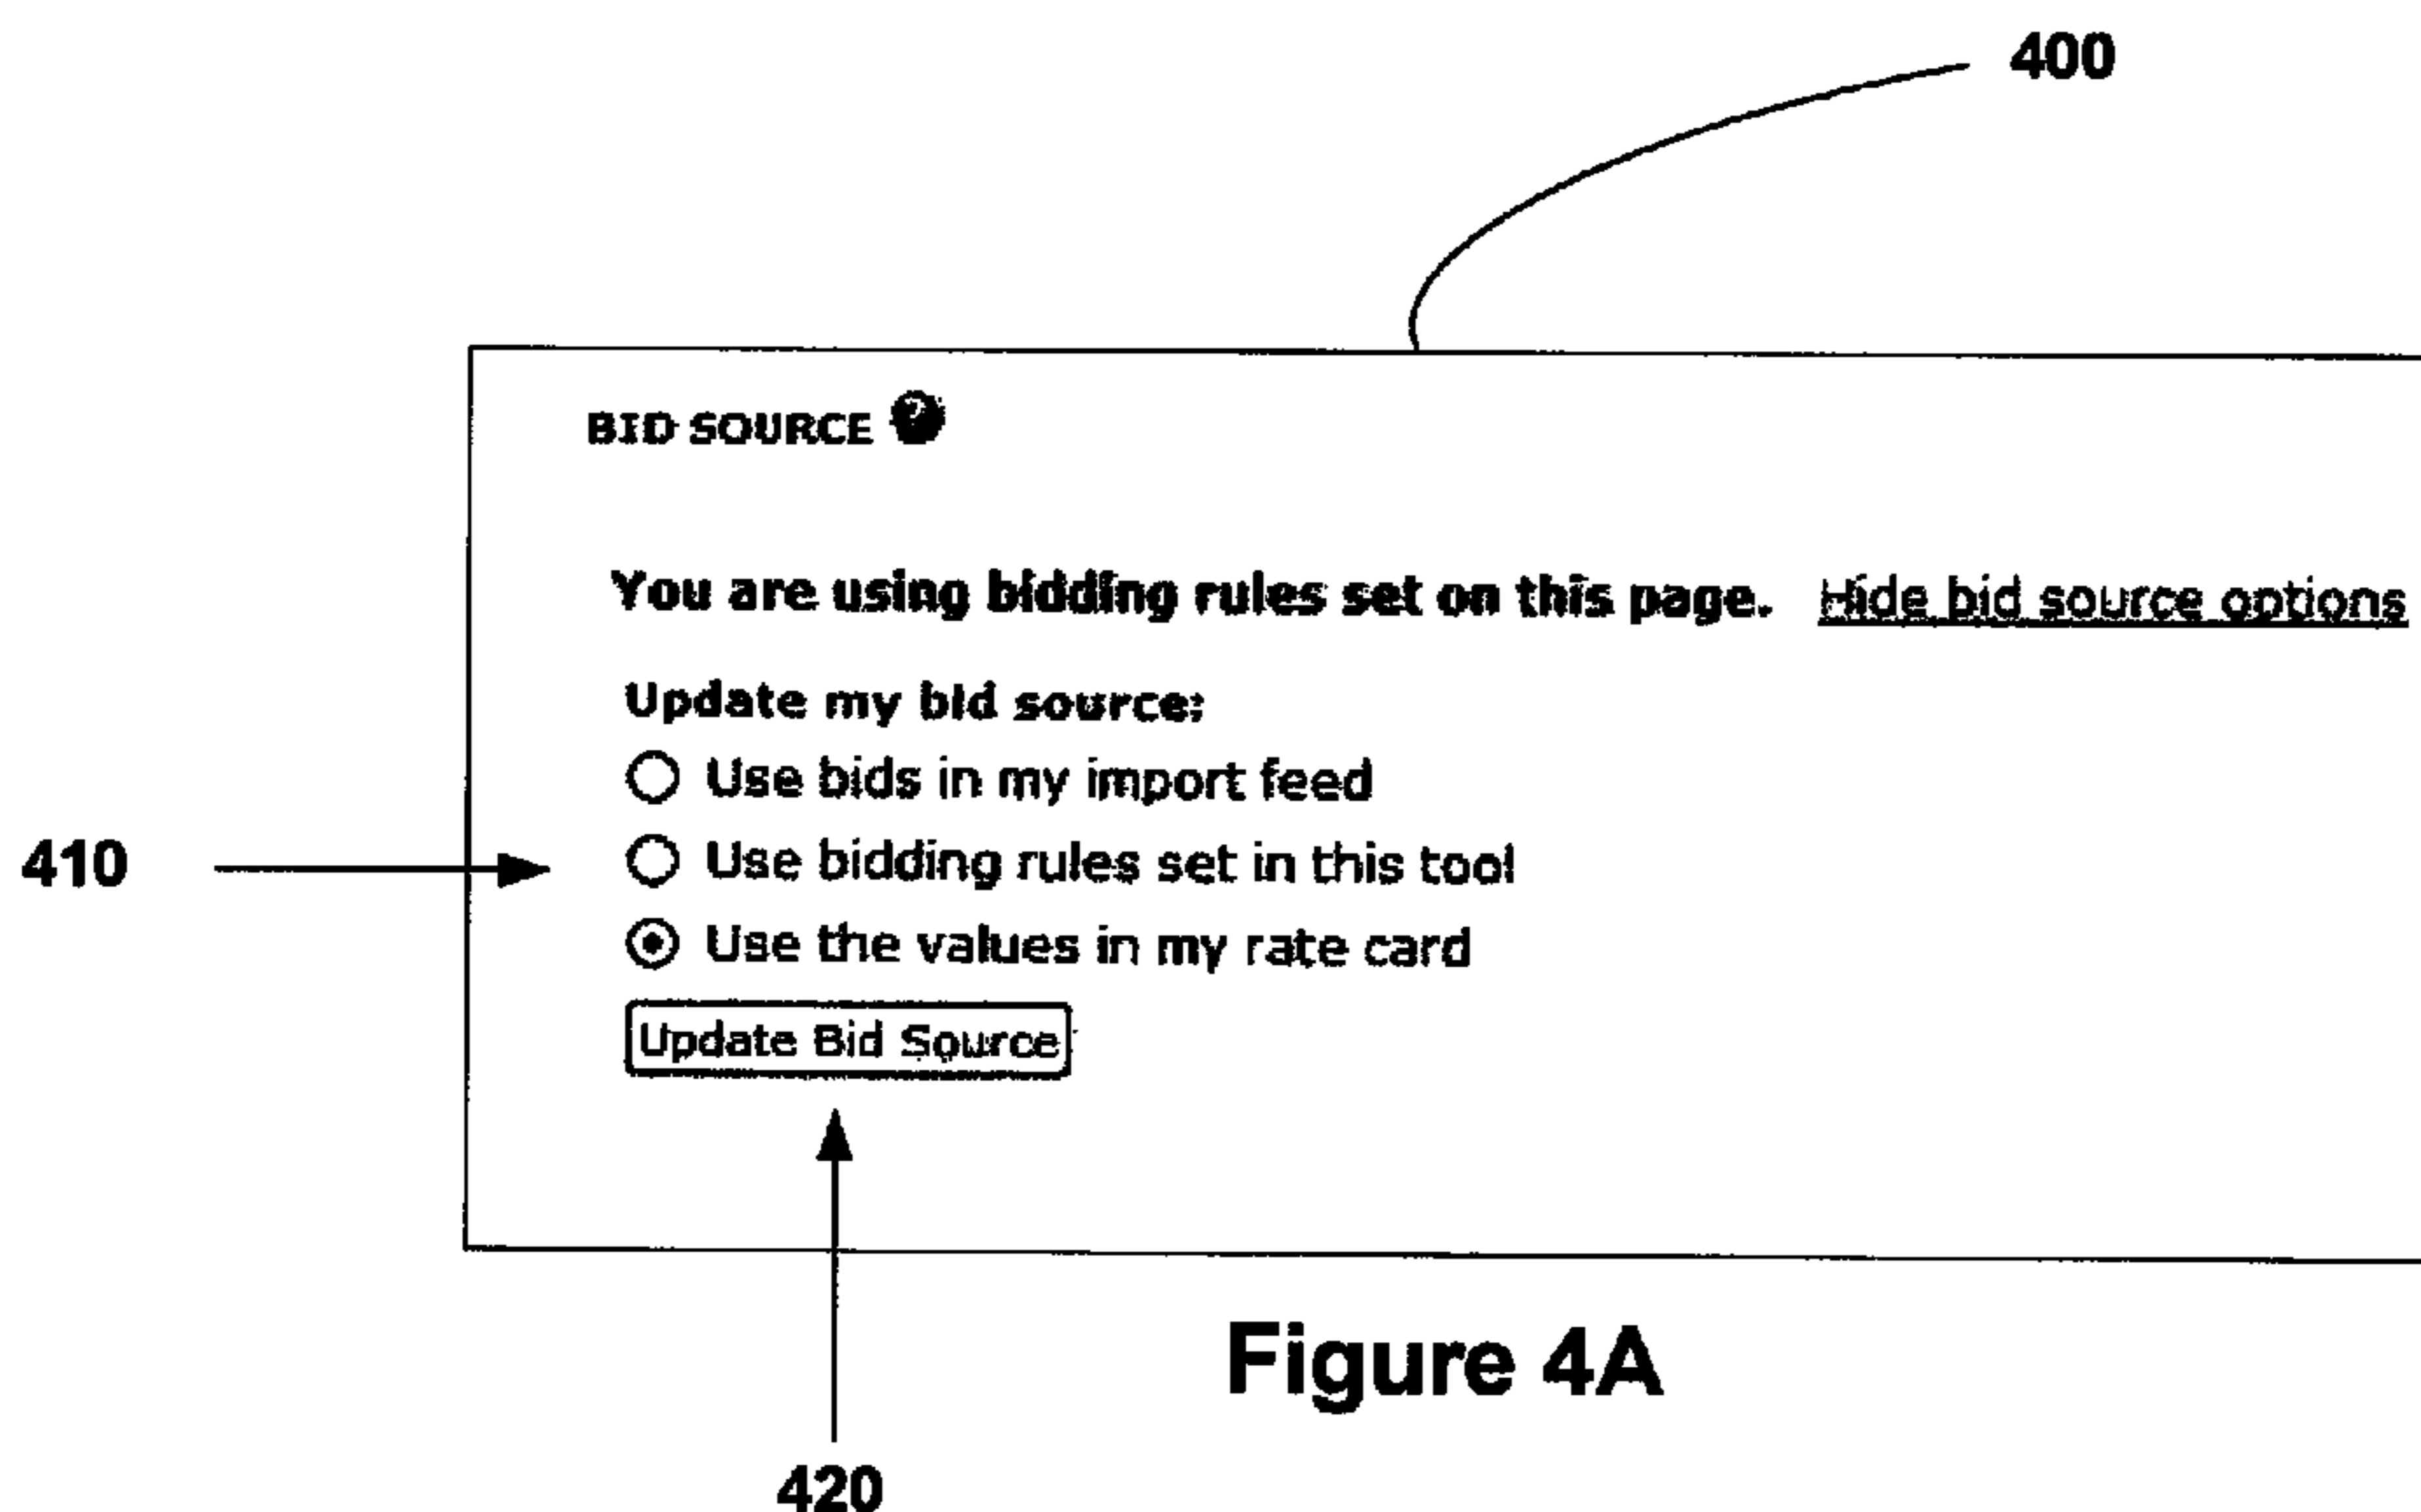 400
BID SOURCE
You are using bidding rules set on this page. Hide bid source options
Update my bid source:
Use bids in my import feed
410
Use bidding rules set in this tool
Use the values in my rate card
Update Bid Source
Figure 4A
420